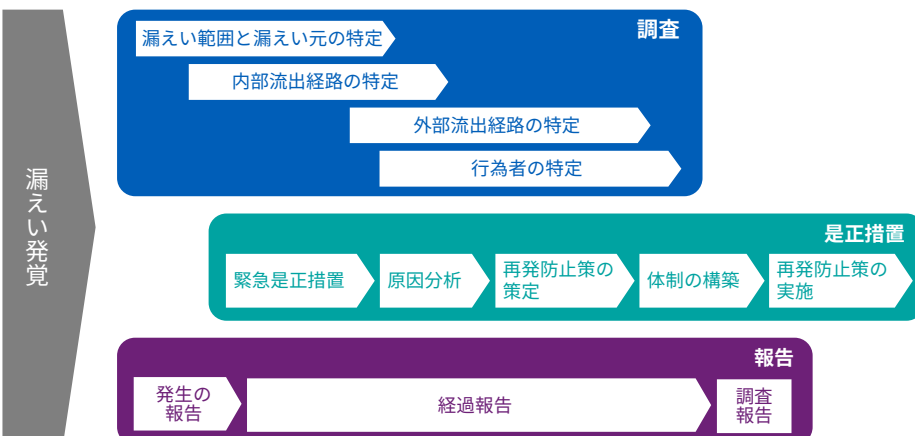 漏えい発覚
調査
漏えい範囲と漏えい元の特定
内部流出経路の特定
外部流出経路の特定
行為者の特定
是正措置
緊急是正措置
原因分析
再発防止策の
策定
体制の構築
再発防止策の
実施
報告
発生の
報告
経過報告
調査
報告